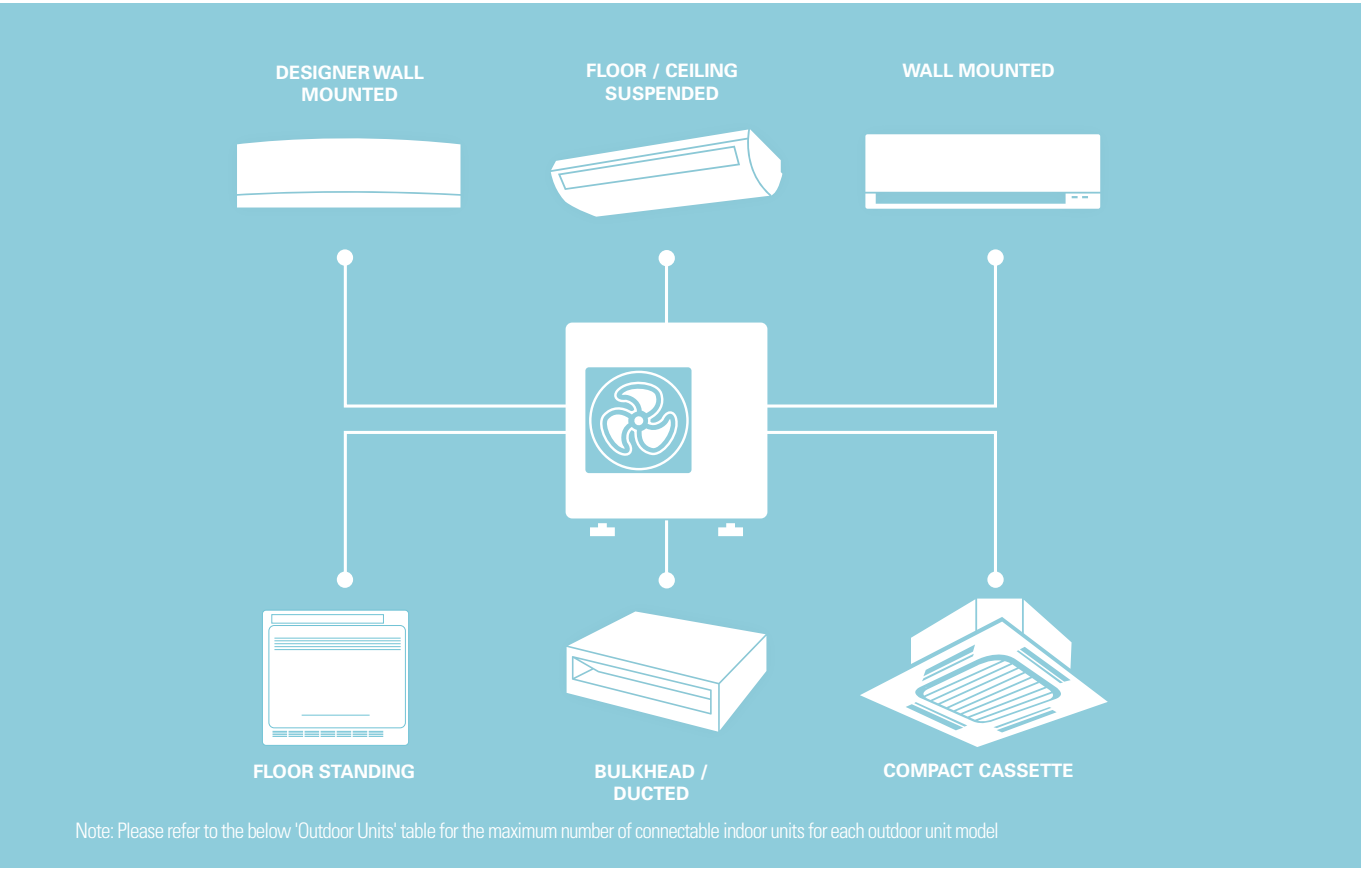 DESIGNER WALL
MOUNTED
FLOOR / CEILING
SUSPENDED
WALL MOUNTED
FLOOR STANDING
BULKHEAD /
DUCTED
COMPACT CASSETTE
Note: Please refer to the below 'Outdoor Units' table for the maximum number of connectable indoor units for each outdoor unit model